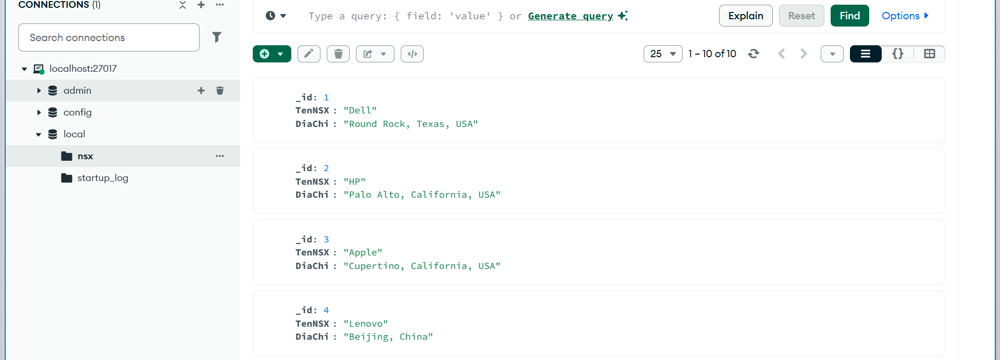 CONNECTIONS (1)
Search connections
localhost:27017
admin
config
local
nsx
startup_log
Type a query: { field: 'value' } or Generate query
Explain
Reset
Find
Options
25
1 – 10 of 10
_id: 1
TenNSX : "Dell"
DiaChi : "Round Rock, Texas, USA"
_id: 2
TenNSX : "HP"
DiaChi : "Palo Alto, California, USA"
_id: 3
TenNSX : "Apple"
DiaChi : "Cupertino, California, USA"
_id: 4
TenNSX : "Lenovo"
DiaChi : "Beijing, China"